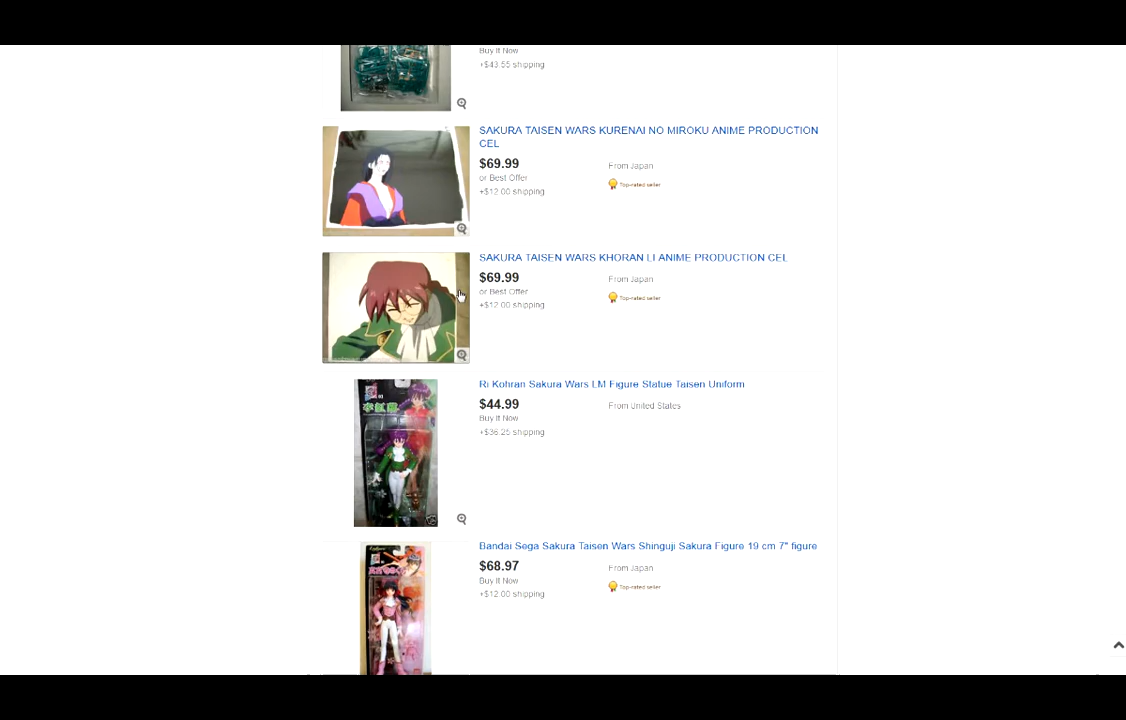 Buy It Now
+$43.55 shipping
SAKURA TAISEN WARS KURENAI NO MIROKU ANIME PRODUCTION
CEL
$69.99
From Japan
or Best Offer
Top-rated seller
+$12.00 shipping
SAKURA TAISEN WARS KHORAN LI ANIME PRODUCTION CEL
$69.99
From Japan
or Best Offer
Top-rated seller
+$12.00 shipping
Ri Kohran Sakura Wars LM Figure Statue Taisen Uniform
$44.99
From United States
Buy It Now
+$36.25 shipping
Bandai Sega Sakura Taisen Wars Shinguji Sakura Figure 19 cm 7" figure
$68.97
From Japan
Buy It Now
Top-rated seller
+$12.00 shipping